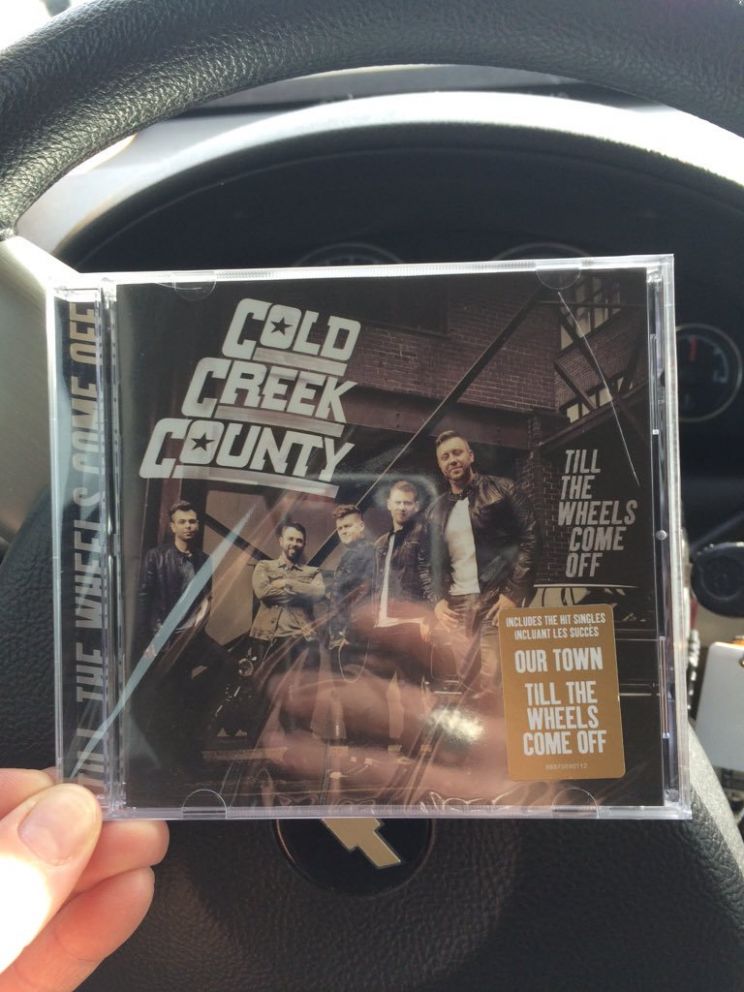 TILL THE WHEELS COME OFF
COLD
CREEK
COUNTY
TILL
THE
WHEELS
COME
OFF
INCLUDES THE HIT SINGLES
INCLUANT LES SUCCÈS
OUR TOWN
TILL THE
WHEELS
COME OFF